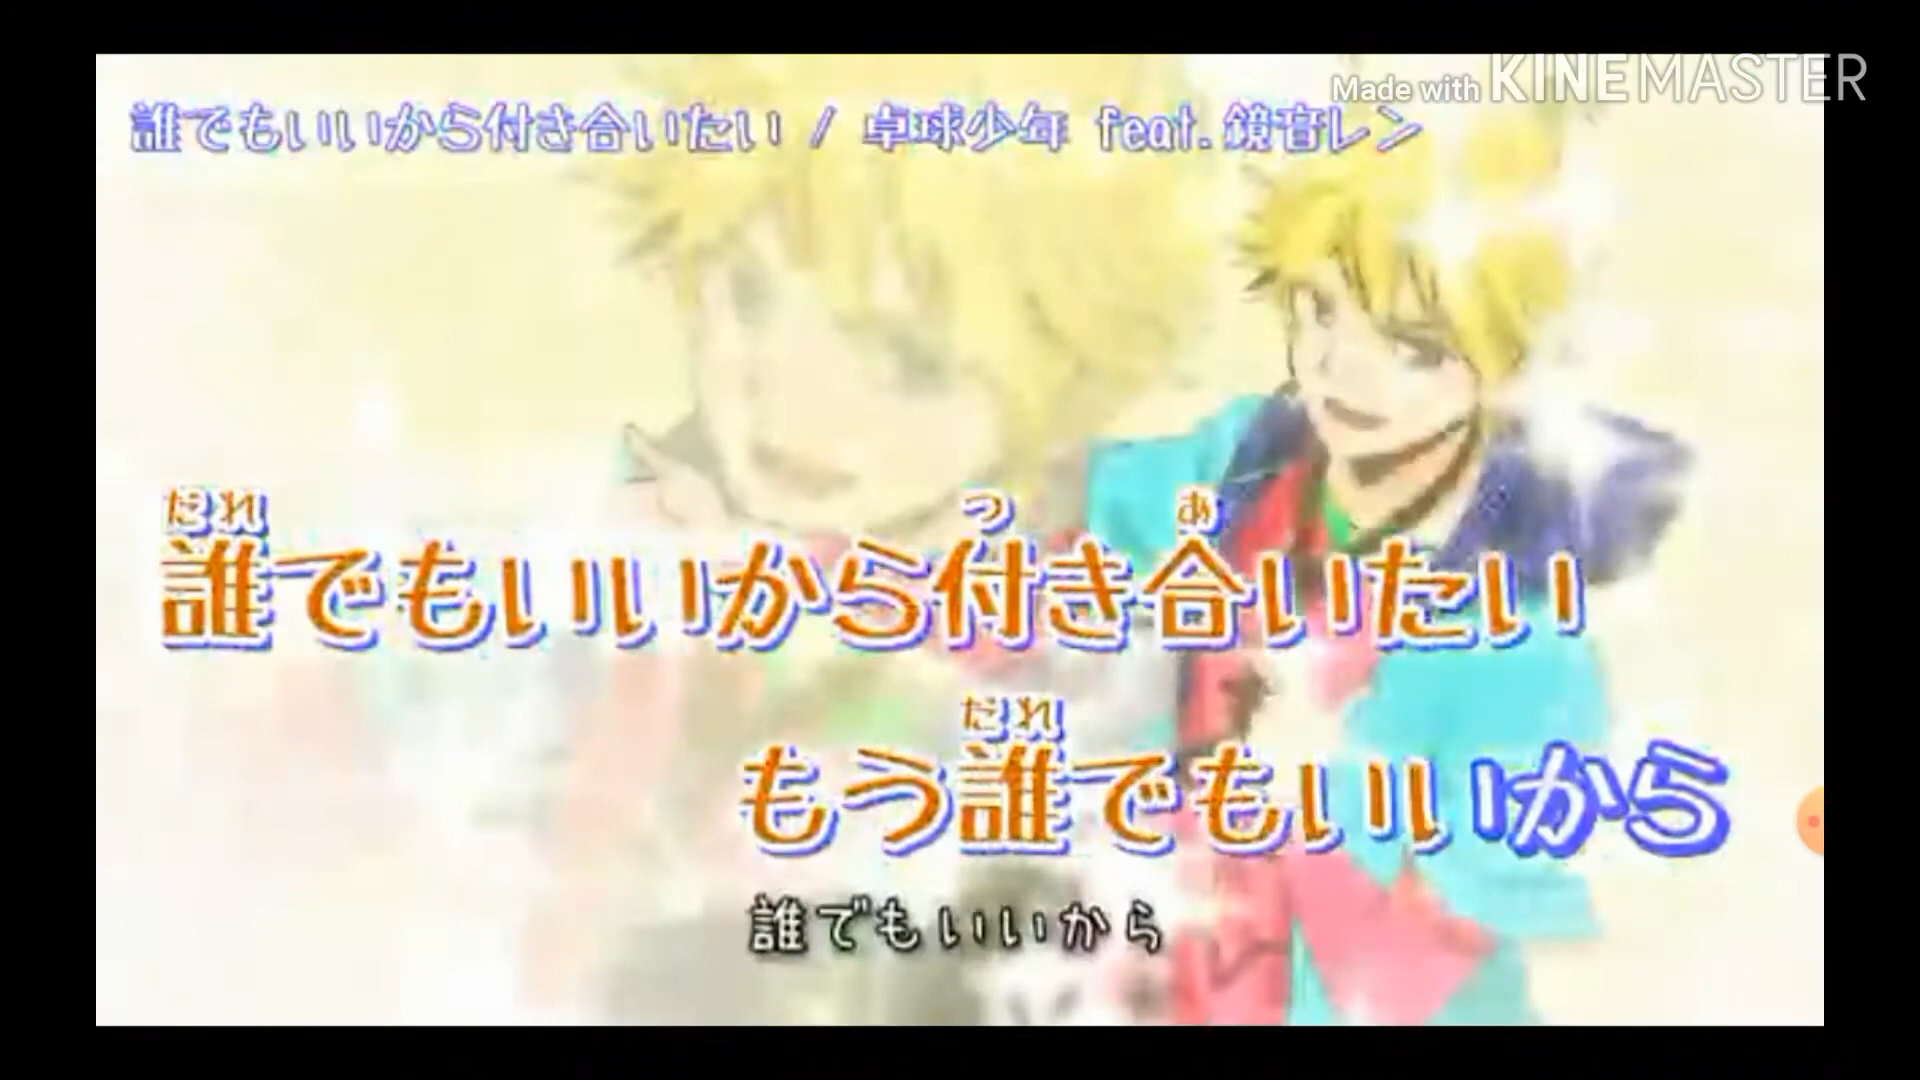 Made with KINEMASTER
誰でもいいから付き合いたい / 卓球少年 feat.鏡音レン
だれ つ あ
誰でもいいから付き合いたい
だれ
もう誰でもいいから
誰でもいいから